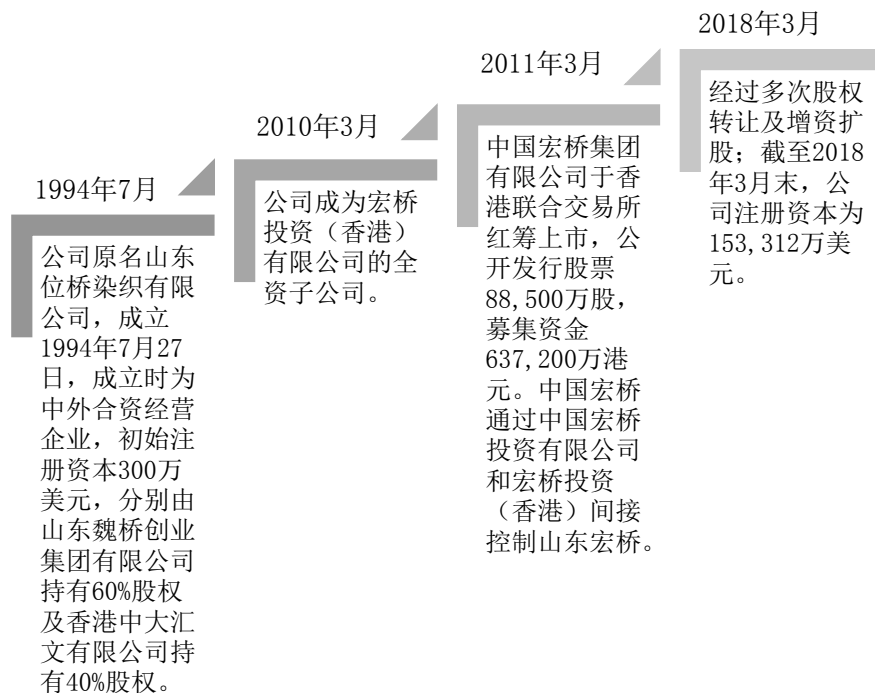 1994年7月
公司原名山东
位桥染织有限
公司，成立
1994年7月27
日，成立时为
中外合资经营
企业，初始注
册资本300万
美元，分别由
山东魏桥创业
集团有限公司
持有60%股权
及香港中大汇
文有限公司持
有40%股权。
2010年3月
公司成为宏桥
投资（香港）
有限公司的全
资子公司。
2011年3月
中国宏桥集团
有限公司于香
港联合交易所
红筹上市，公
开发行股票
88,500万股，
募集资金
637,200万港
元。中国宏桥
通过中国宏桥
投资有限公司
和宏桥投资
（香港）间接
控制山东宏桥。
2018年3月
经过多次股权
转让及增资扩
股；截至2018
年3月末，公
司注册资本为
153,312万美
元。